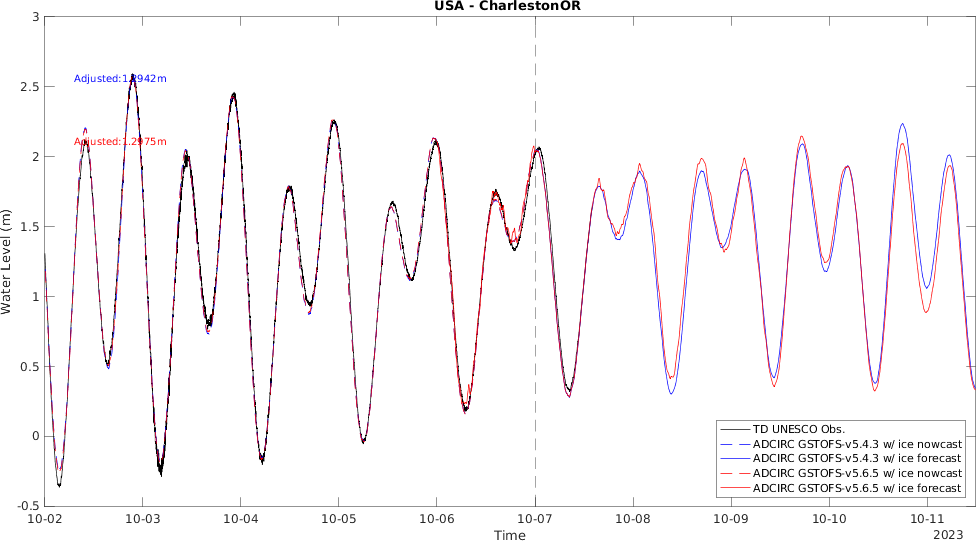 USA - CharlestonOR
3
2.5
2
1.5
1
0.5
0
-0.5
Water Level (m)
Adjusted:1.2942m
Adjusted:1.2975m
TD UNESCO Obs.
ADCIRC GSTOFS-v5.4.3 w/ ice nowcast
ADCIRC GSTOFS-v5.4.3 w/ ice forecast
ADCIRC GSTOFS-v5.6.5 w/ ice nowcast
ADCIRC GSTOFS-v5.6.5 w/ ice forecast
10-02 10-03 10-04 10-05 10-06 10-07 10-08 10-09 10-10 10-11
Time
2023